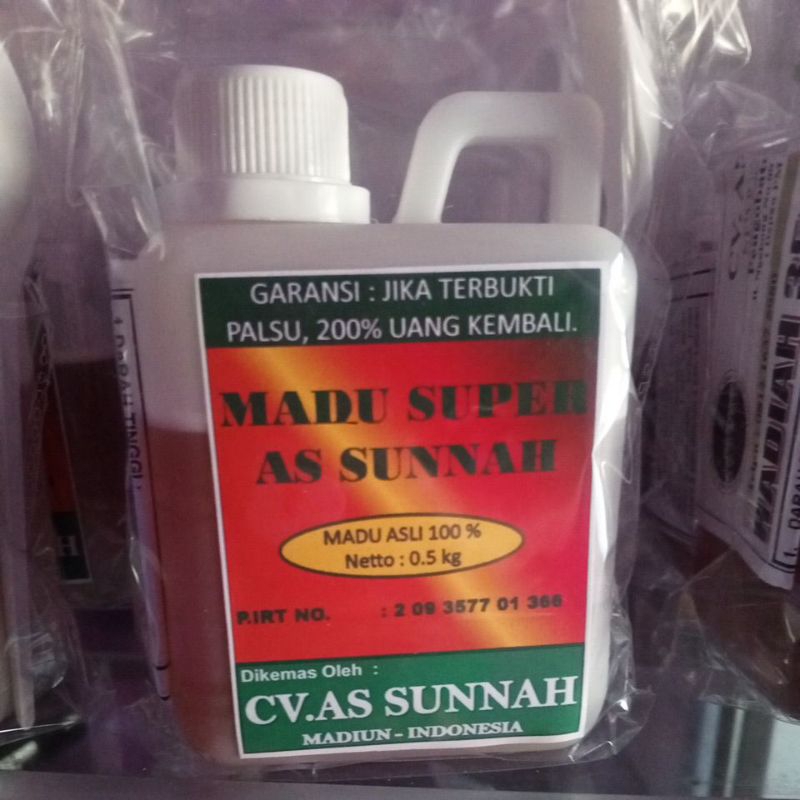 GARANSI : JIKA TERBUKTI
PALSU, 200% UANG KEMBALI.
MADU SUPER
AS SUNNAH
MADU ASLI 100 %
Netto : 0.5 kg
P.IRT NO. : 2 09 3577 01 366
Dikemas Oleh :
CV.AS SUNNAH
MADIUN - INDONESIA
HADIAH